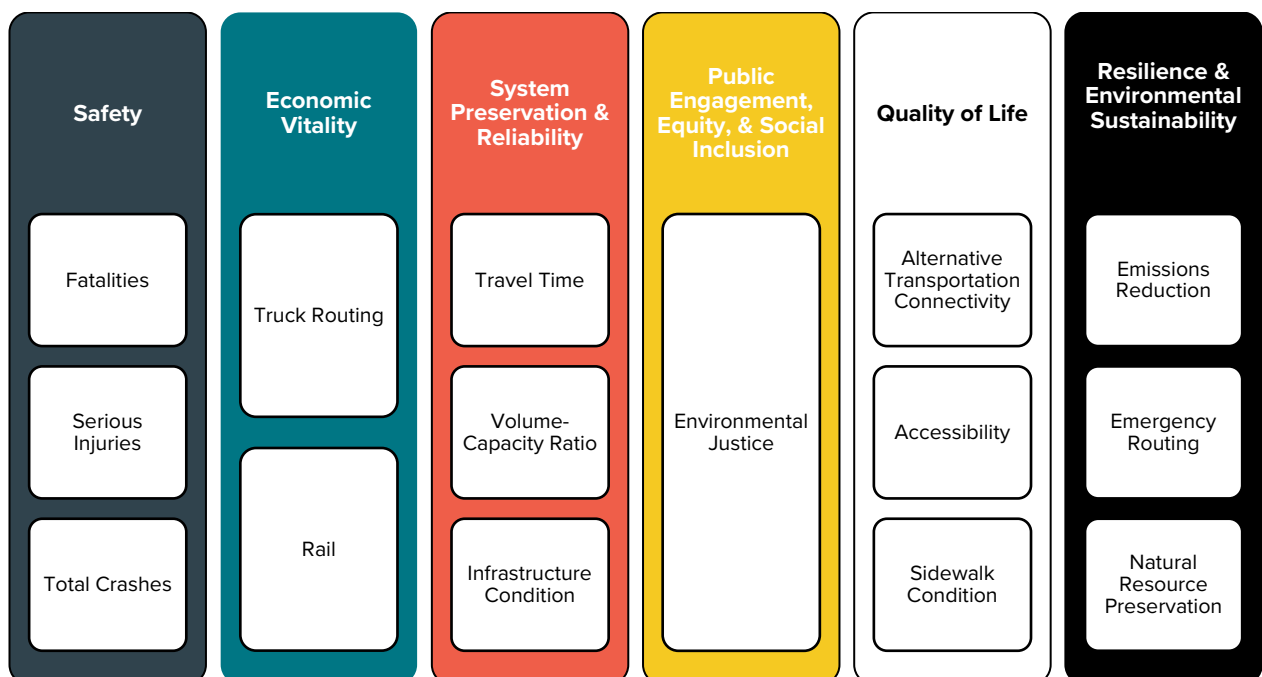 Safety
Fatalities
Serious
Injuries
Total Crashes
Economic
Vitality
Truck Routing
Rail
System
Preservation &
Reliability
Travel Time
Volume-
Capacity Ratio
Infrastructure
Condition
Public
Engagement,
Equity, & Social
Inclusion
Environmental
Justice
Quality of Life
Alternative
Transportation
Connectivity
Accessibility
Sidewalk
Condition
Resilience &
Environmental
Sustainability
Emissions
Reduction
Emergency
Routing
Natural
Resource
Preservation